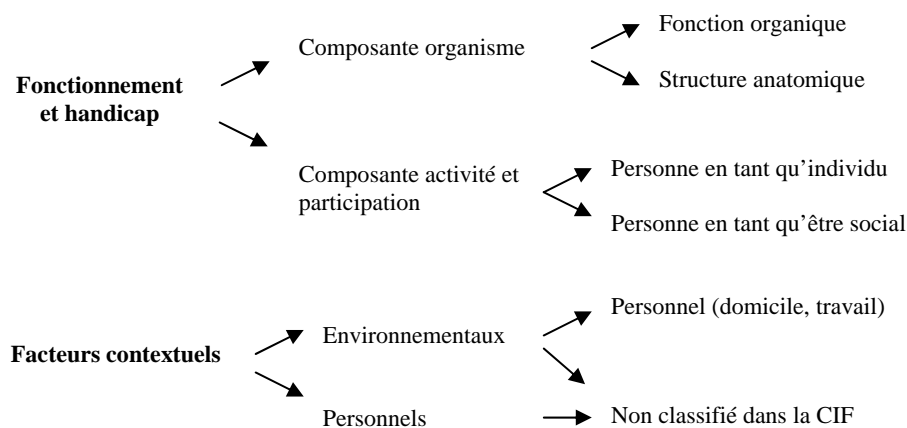 Fonction organique
Composante organisme
Structure anatomique
Fonctionnement
et handicap
Composante activité et
participation
Personne en tant qu’individu
Personne en tant qu’être social
Personnel (domicile, travail)
Environnementaux
Facteurs contextuels
Personnels
Non classifié dans la CIF